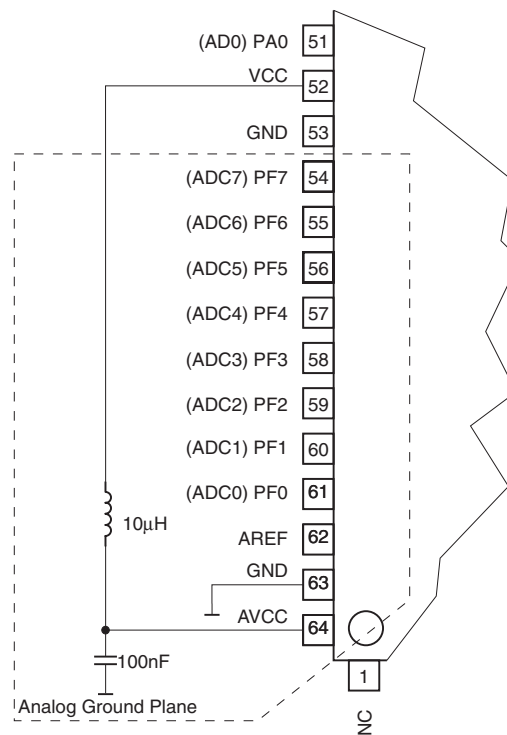 (AD0) PA0 51
VCC 52
GND 53
(ADC7) PF7 54
(ADC6) PF6 55
(ADC5) PF5 56
(ADC4) PF4 57
(ADC3) PF3 58
(ADC2) PF2 59
(ADC1) PF1 60
(ADC0) PF0 61
10μH
AREF 62
GND 63
AVCC 64
100nF
Analog Ground Plane
1
NC